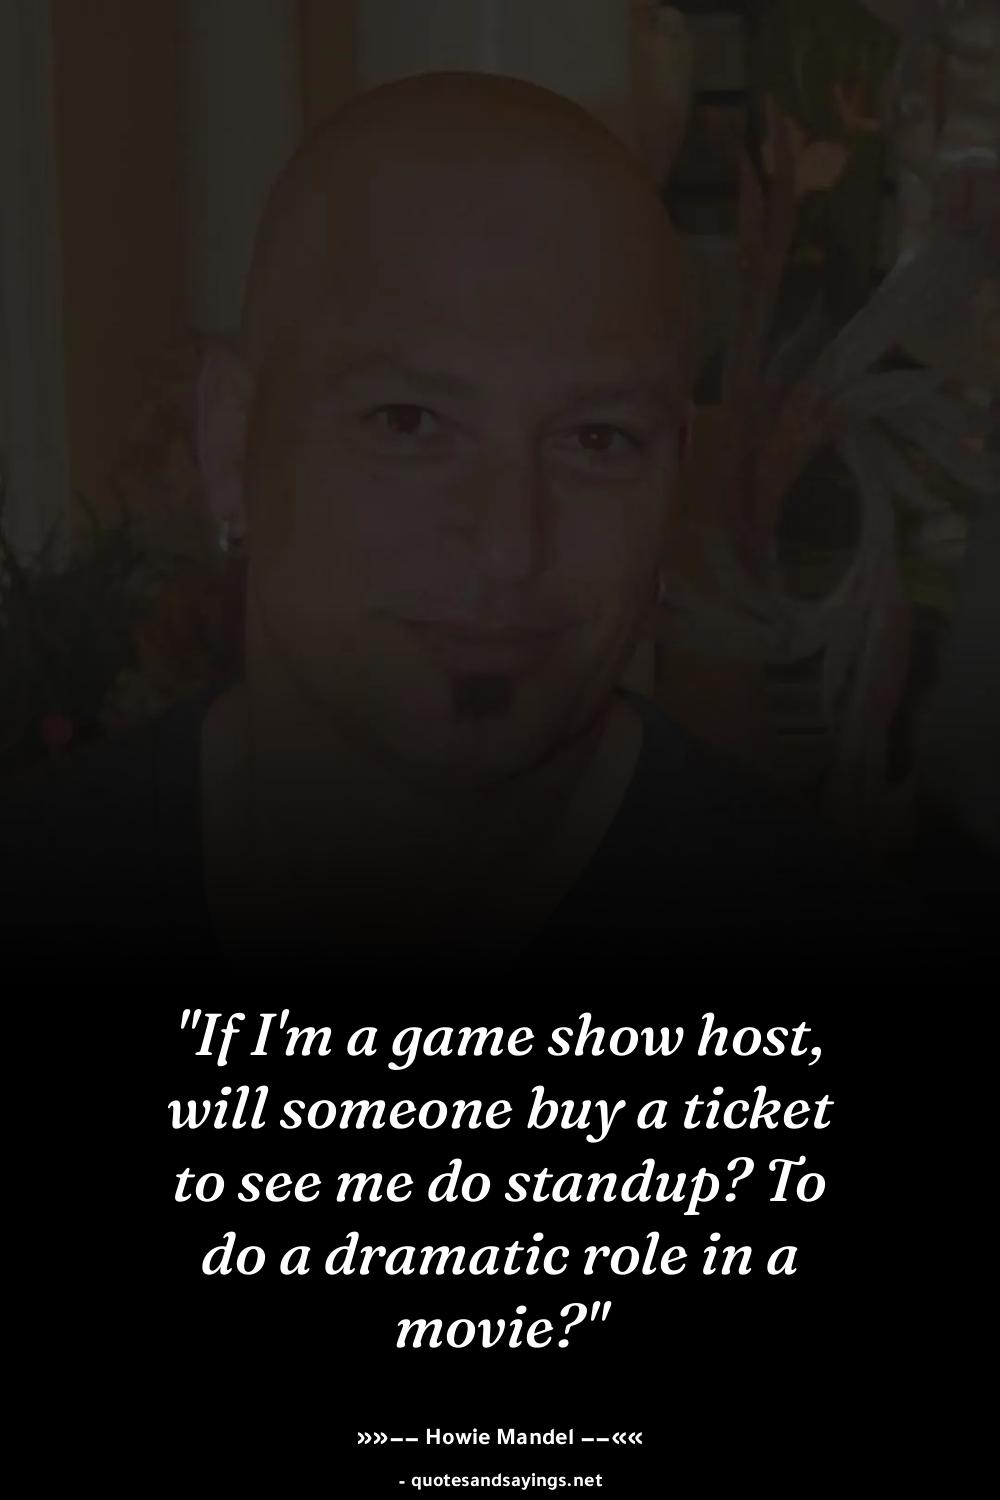 "If I'm a game show host,
will someone buy a ticket
to see me do standup? To
do a dramatic role in a
movie?"
»»–– Howie Mandel ––««
- quotesandsayings.net